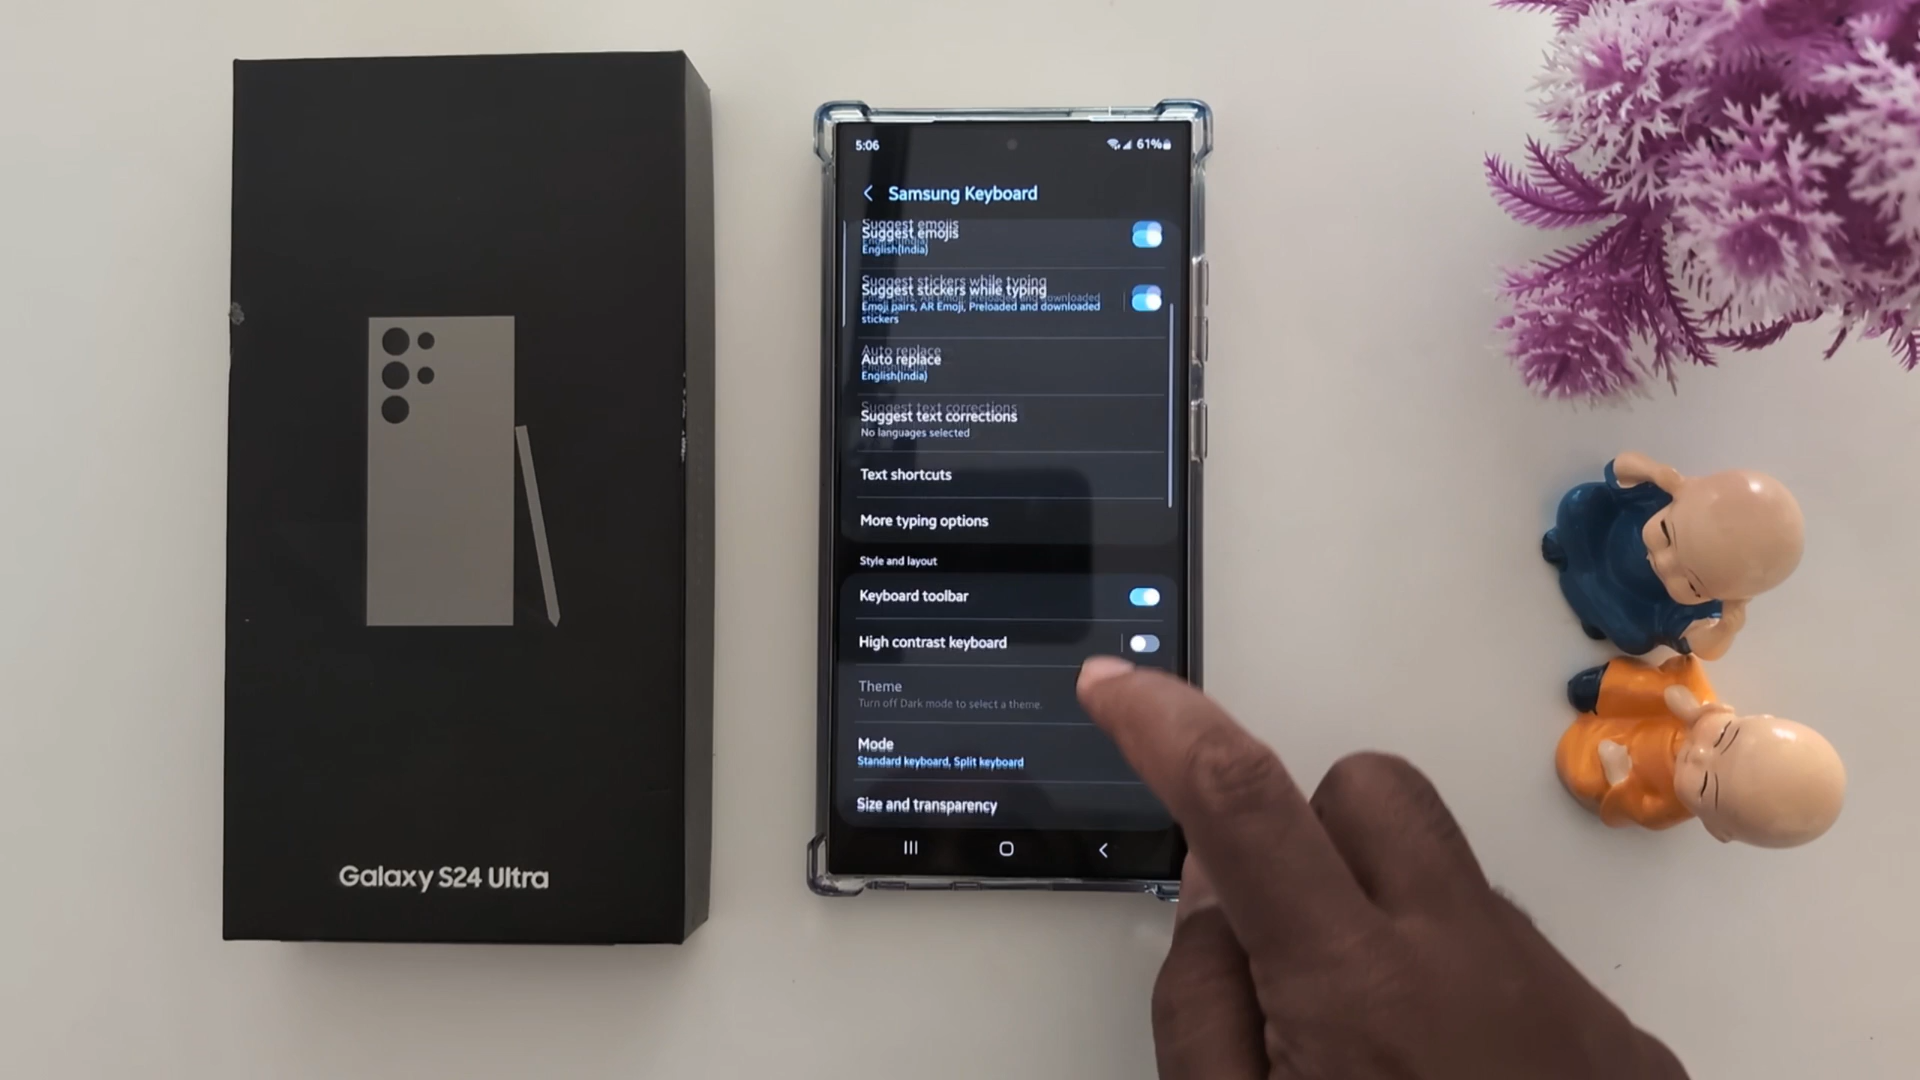 5:06
61%
Samsung Keyboard
Suggest emojis
English(India)
Suggest stickers while typing
Emoji pairs, AR Emoji, Preloaded and downloaded
stickers
Auto replace
English(India)
Suggest text corrections
No languages selected
Text shortcuts
More typing options
Style and layout
Keyboard toolbar
High contrast keyboard
Theme
Turn off Dark mode to select a theme.
Mode
Standard keyboard, Split keyboard
Size and transparency
Galaxy S24 Ultra